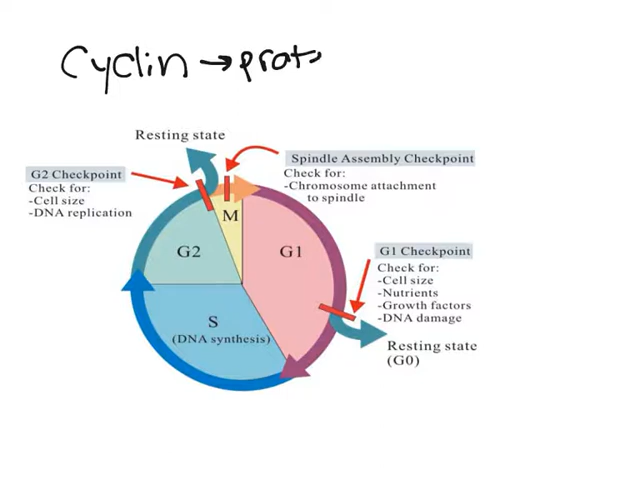 Cyclin → prot
Resting state
G2 Checkpoint
Check for:
-Cell size
-DNA replication
Spindle Assembly Checkpoint
Check for:
-Chromosome attachment
to spindle
M
G2
G1
S
(DNA synthesis)
G1 Checkpoint
Check for:
-Cell size
-Nutrients
-Growth factors
-DNA damage
Resting state
(G0)